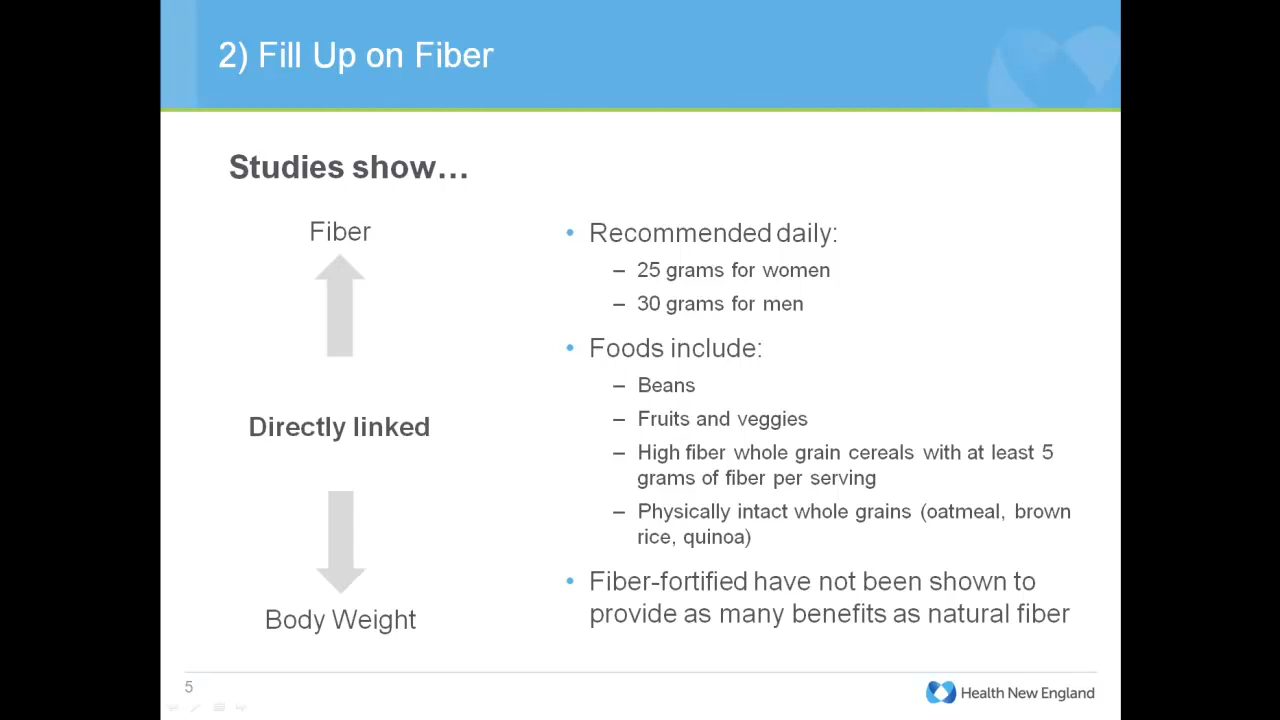 2) Fill Up on Fiber
Studies show...
Fiber
Directly linked
Body Weight
• Recommended daily:
– 25 grams for women
– 30 grams for men
• Foods include:
– Beans
– Fruits and veggies
– High fiber whole grain cereals with at least 5
grams of fiber per serving
– Physically intact whole grains (oatmeal, brown
rice, quinoa)
• Fiber-fortified have not been shown to
provide as many benefits as natural fiber
5
Health New England